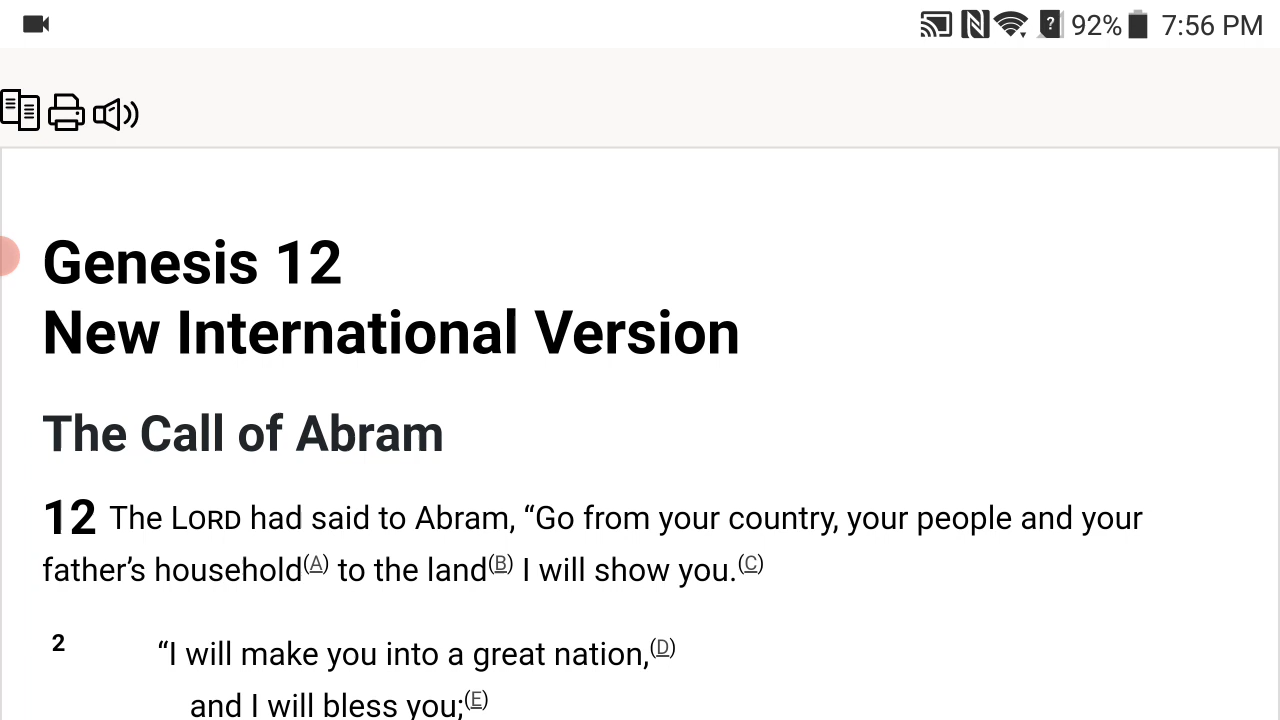 92% 7:56 PM
Genesis 12
New International Version
The Call of Abram
12 The LORD had said to Abram, “Go from your country, your people and your
father’s household(A) to the land(B) I will show you.(C)
2 “I will make you into a great nation,(D)
and I will bless you;(E)